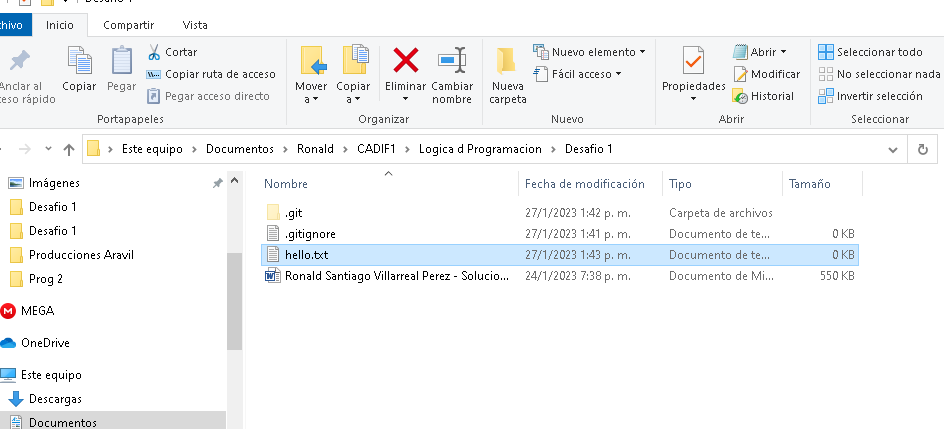 Desafio 1
chivo Inicio Compartir Vista
Anclar al
ceso rápido
Copiar
Pegar
Cortar
Copiar ruta de acceso
Pegar acceso directo
Portapapeles
Mover
a
Copiar
a
Eliminar
Cambiar
nombre
Organizar
Nueva
carpeta
Nuevo elemento
Fácil acceso
Nuevo
Propiedades
Abrir
Modificar
Historial
Abrir
Seleccionar todo
No seleccionar nada
Invertir selección
Seleccionar
Este equipo > Documentos > Ronald > CADIF1 > Logica d Programacion > Desafio 1
Imágenes
Desafio 1
Desafio 1
Producciones Aravil
Prog 2
MEGA
OneDrive
Este equipo
Descargas
Documentos
Nombre Fecha de modificación Tipo Tamaño
.git 27/1/2023 1:42 p. m. Carpeta de archivos
.gitignore 27/1/2023 1:41 p. m. Documento de te... 0 KB
hello.txt 27/1/2023 1:43 p. m. Documento de te... 0 KB
Ronald Santiago Villarreal Perez - Solucio... 24/1/2023 7:38 p. m. Documento de Mi... 550 KB